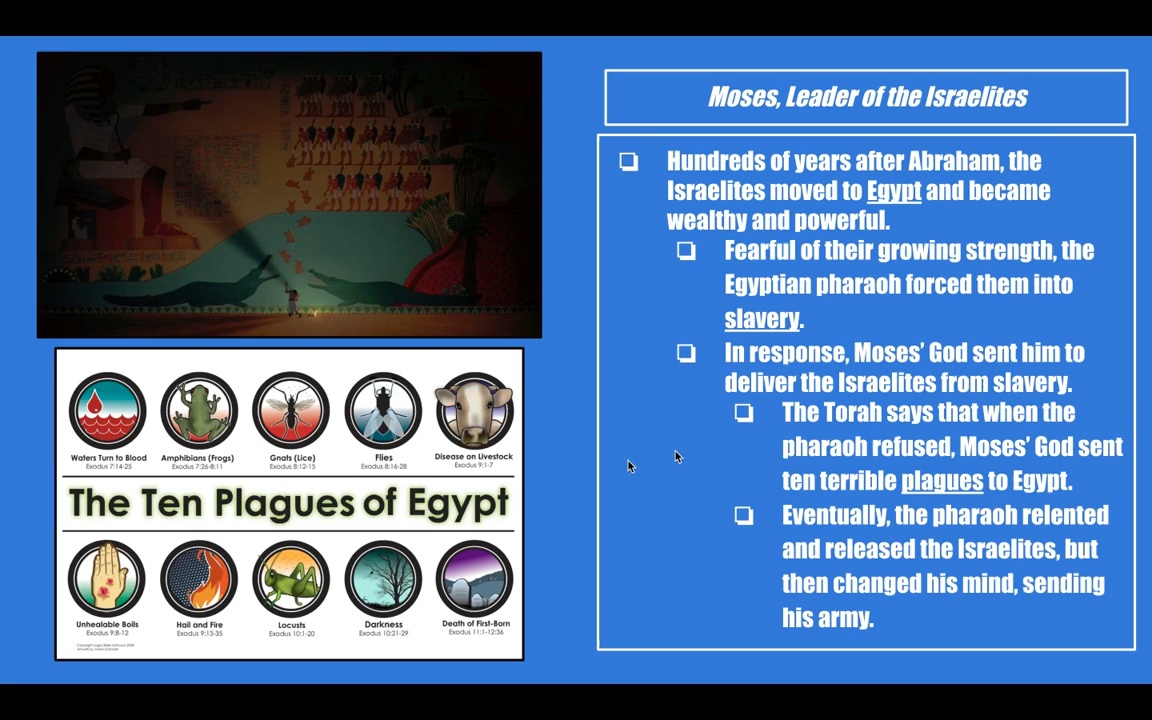 Moses, Leader of the Israelites
❏ Hundreds of years after Abraham, the
Israelites moved to Egypt and became
wealthy and powerful.
❏ Fearful of their growing strength, the
Egyptian pharaoh forced them into
slavery.
❏ In response, Moses’ God sent him to
deliver the Israelites from slavery.
❏ The Torah says that when the
pharaoh refused, Moses’ God sent
ten terrible plagues to Egypt.
❏ Eventually, the pharaoh relented
and released the Israelites, but
then changed his mind, sending
his army.
Waters Turn to Blood
Exodus 7:14-25
Amphibians (Frogs)
Exodus 7:26-8:11
Gnats (Lice)
Exodus 8:12-15
Flies
Exodus 8:16-28
Disease on Livestock
Exodus 9:1-7
The Ten Plagues of Egypt
Unhealable Boils
Exodus 9:8-12
Hail and Fire
Exodus 9:13-35
Locusts
Exodus 10:1-20
Darkness
Exodus 10:21-29
Death of First-Born
Exodus 11:1-12:36